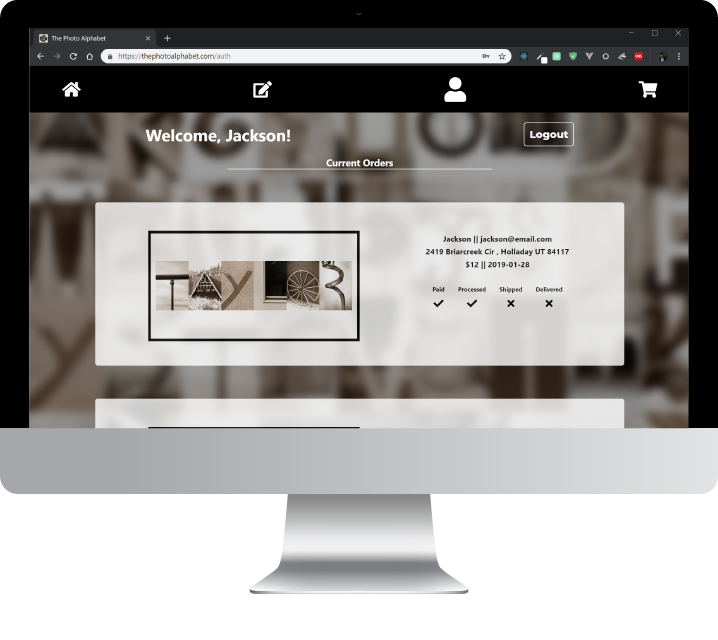 The Photo Alphabet
https://thephotoalphabet.com/auth
Welcome, Jackson!
Logout
Current Orders
Jackson || jackson@email.com
2419 Briarcreek Cir , Holladay UT 84117
$12 || 2019-01-28
Paid Processed Shipped Delivered